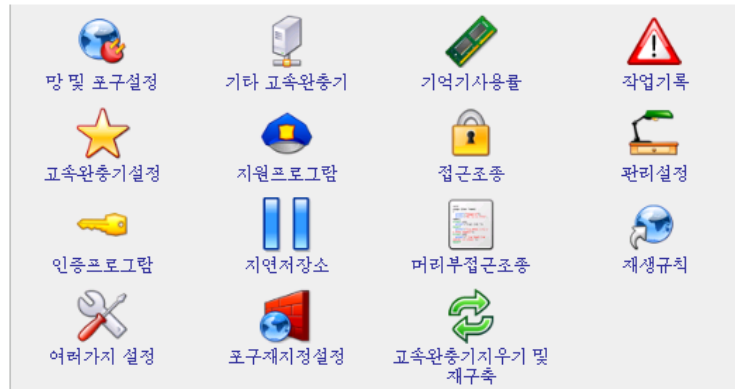 망 및 포구설정
기타 고속완충기
기억기사용률
작업기록
고속완충기설정
지원프로그람
접근조종
관리설정
인증프로그람
지연저장소
머리부접근조종
재생규칙
여러가지 설정
포구재지정설정
고속완충기지우기 및
재구축